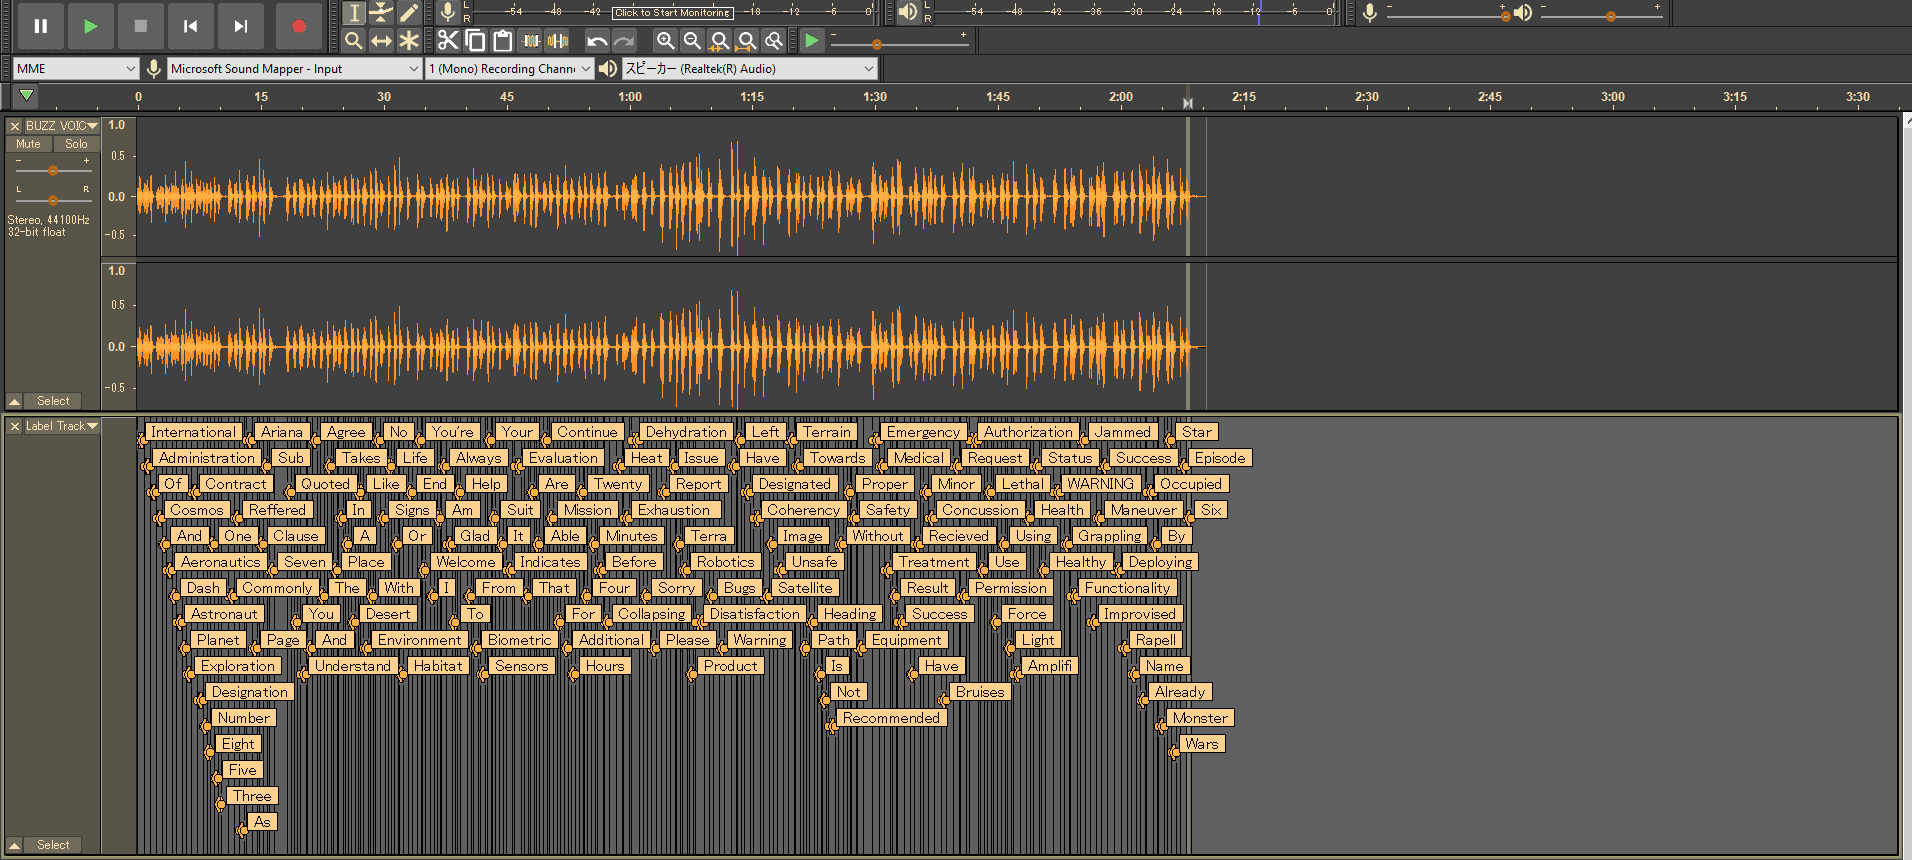 L R -54 -48 -42 Click to Start Monitoring -18 -12 -6 0 L R -54 -48 -42 -36 -30 -24 -18 -12 -6 0 - + - +
- +
MME Microsoft Sound Mapper - Input 1 (Mono) Recording Chann スピーカー (Realtek(R) Audio)
0 15 30 45 1:00 1:15 1:30 1:45 2:00 2:15 2:30 2:45 3:00 3:15 3:30
BUZZ VOIC 1.0
Mute Solo
- + 0.5
L R 0.0
Stereo, 44100Hz
32-bit float -0.5
1.0
0.5
0.0
-0.5
Select
Label Track International Ariana Agree No You're Your Continue Dehydration Left Terrain Emergency Authorization Jammed Star
Administration Sub Takes Life Always Evaluation Heat Issue Have Towards Medical Request Status Success Episode
Of Contract Quoted Like End Help Are Twenty Report Designated Proper Minor Lethal WARNING Occupied
Cosmos Reffered In Signs Am Suit Mission Exhaustion Coherency Safety Concussion Health Maneuver Six
And One Clause A Or Glad It Able Minutes Terra Image Without Recieved Using Grappling By
Aeronautics Seven Place Welcome Indicates Before Robotics Unsafe Treatment Use Healthy Deploying
Dash Commonly The With I From That Four Sorry Bugs Satellite Result Permission Functionality
Astronaut You Desert To For Collapsing Disatisfaction Heading Success Force Improvised
Planet Page And Environment Biometric Additional Please Warning Path Equipment Light Rapell
Exploration Understand Habitat Sensors Hours Product Is Have Amplifi Name
Designation Not Bruises Already
Number Recommended Monster
Eight Wars
Five
Three
As
Select